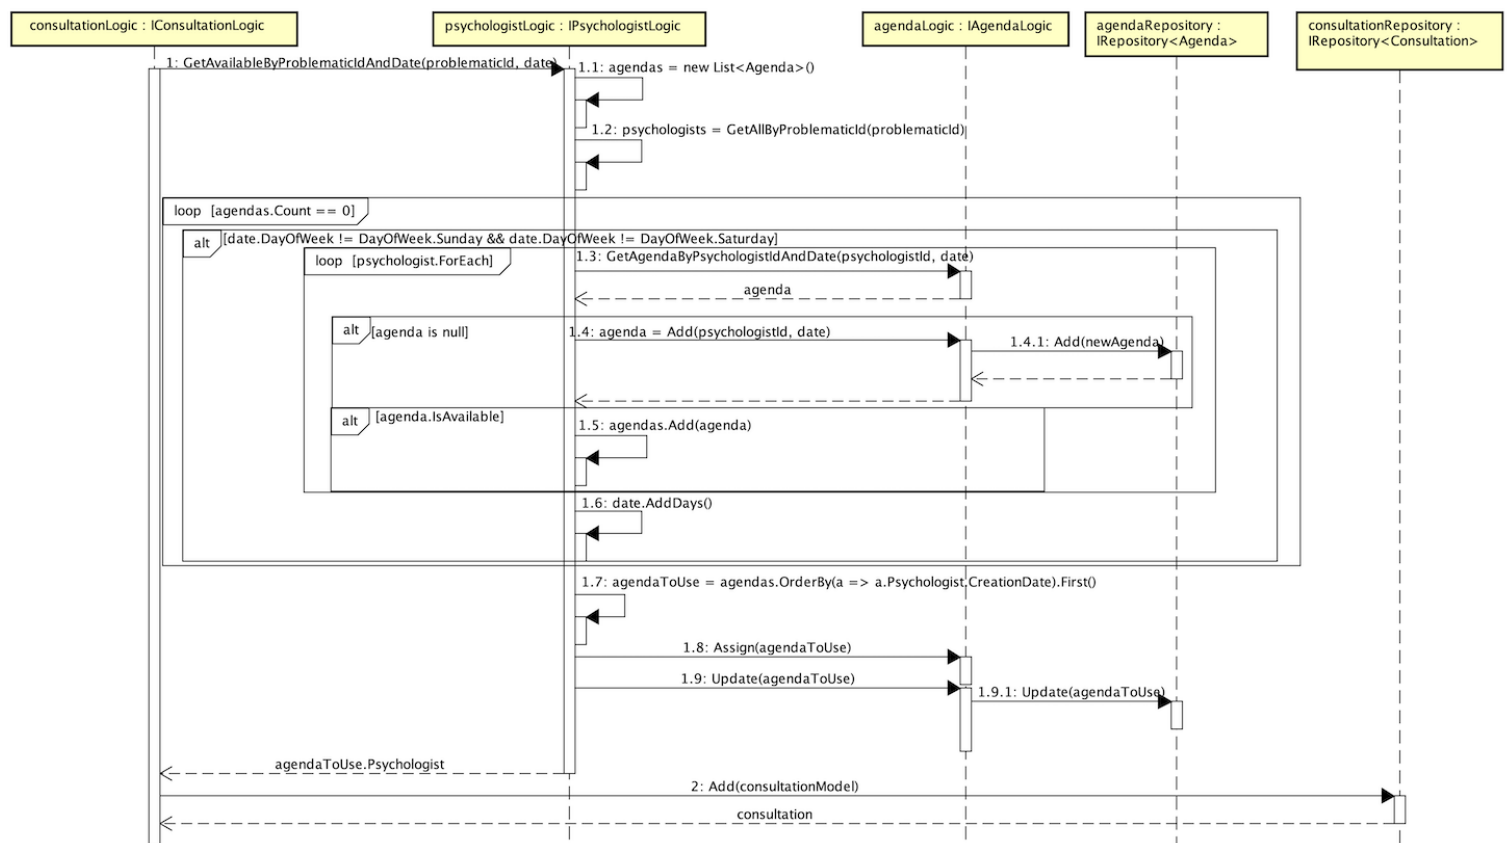 consultationLogic : IConsultationLogic
psychologistLogic : IPsychologistLogic
agendaLogic : IAgendaLogic
agendaRepository :
IRepository<Agenda>
consultationRepository :
IRepository<Consultation>
1: GetAvailableByProblematicIdAndDate(problematicId, date)
1.1: agendas = new List<Agenda>()
1.2: psychologists = GetAllByProblematicId(problematicId)
loop [agendas.Count == 0]
alt [date.DayOfWeek != DayOfWeek.Sunday && date.DayOfWeek != DayOfWeek.Saturday]
loop [psychologist.ForEach]
1.3: GetAgendaByPsychologistIdAndDate(psychologistId, date)
agenda
alt [agenda is null]
1.4: agenda = Add(psychologistId, date)
1.4.1: Add(newAgenda)
alt [agenda.IsAvailable]
1.5: agendas.Add(agenda)
1.6: date.AddDays()
1.7: agendaToUse = agendas.OrderBy(a => a.Psychologist.CreationDate).First()
1.8: Assign(agendaToUse)
1.9: Update(agendaToUse)
1.9.1: Update(agendaToUse)
agendaToUse.Psychologist
2: Add(consultationModel)
consultation